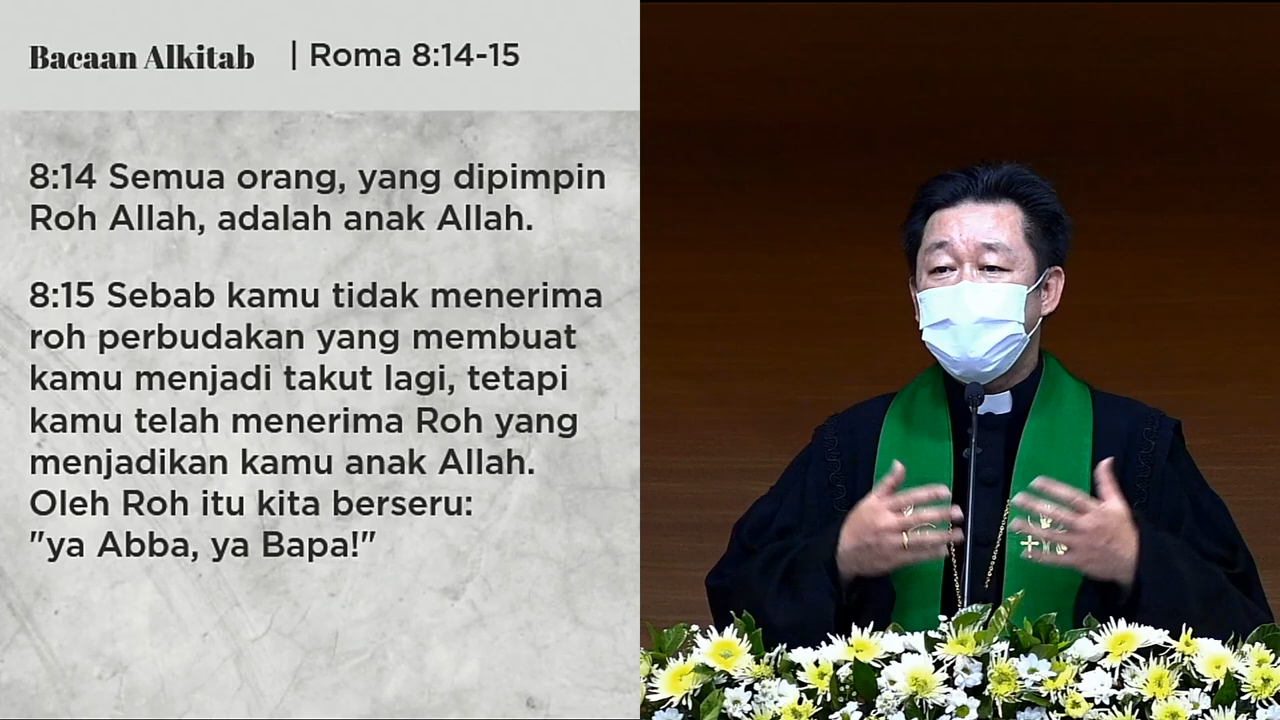 Bacaan Alkitab | Roma 8:14-15
8:14 Semua orang, yang dipimpin
Roh Allah, adalah anak Allah.
8:15 Sebab kamu tidak menerima
roh perbudakan yang membuat
kamu menjadi takut lagi, tetapi
kamu telah menerima Roh yang
menjadikan kamu anak Allah.
Oleh Roh itu kita berseru:
"ya Abba, ya Bapa!"